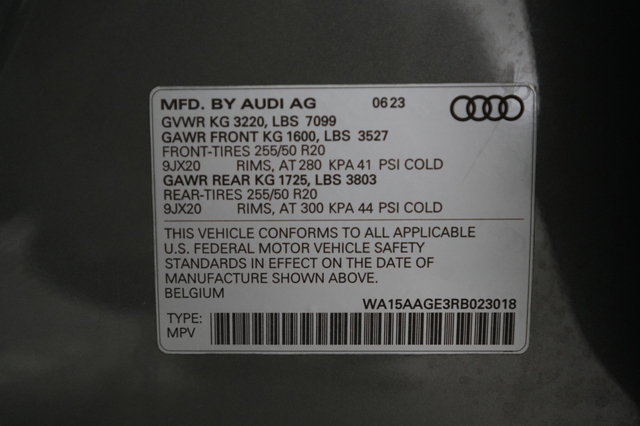 MFD. BY AUDI AG 06 23
GVWR KG 3220, LBS 7099
GAWR FRONT KG 1600, LBS 3527
FRONT-TIRES 255/50 R20
9JX20 RIMS, AT 280 KPA 41 PSI COLD
GAWR REAR KG 1725, LBS 3803
REAR-TIRES 255/50 R20
9JX20 RIMS, AT 300 KPA 44 PSI COLD
THIS VEHICLE CONFORMS TO ALL APPLICABLE
U.S. FEDERAL MOTOR VEHICLE SAFETY
STANDARDS IN EFFECT ON THE DATE OF
MANUFACTURE SHOWN ABOVE.
BELGIUM
WA15AAGE3RB023018
TYPE:
MPV